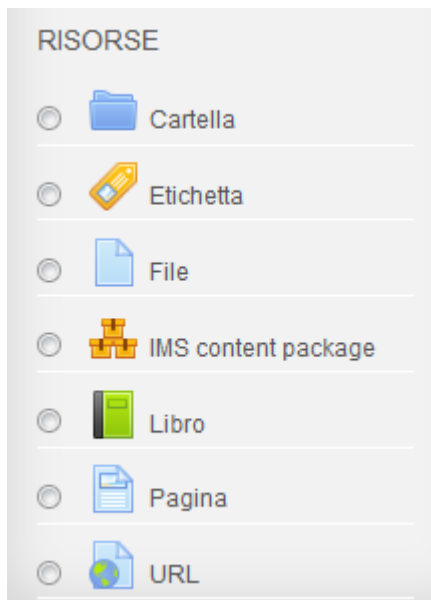 RISORSE
Cartella
Etichetta
File
IMS content package
Libro
Pagina
URL